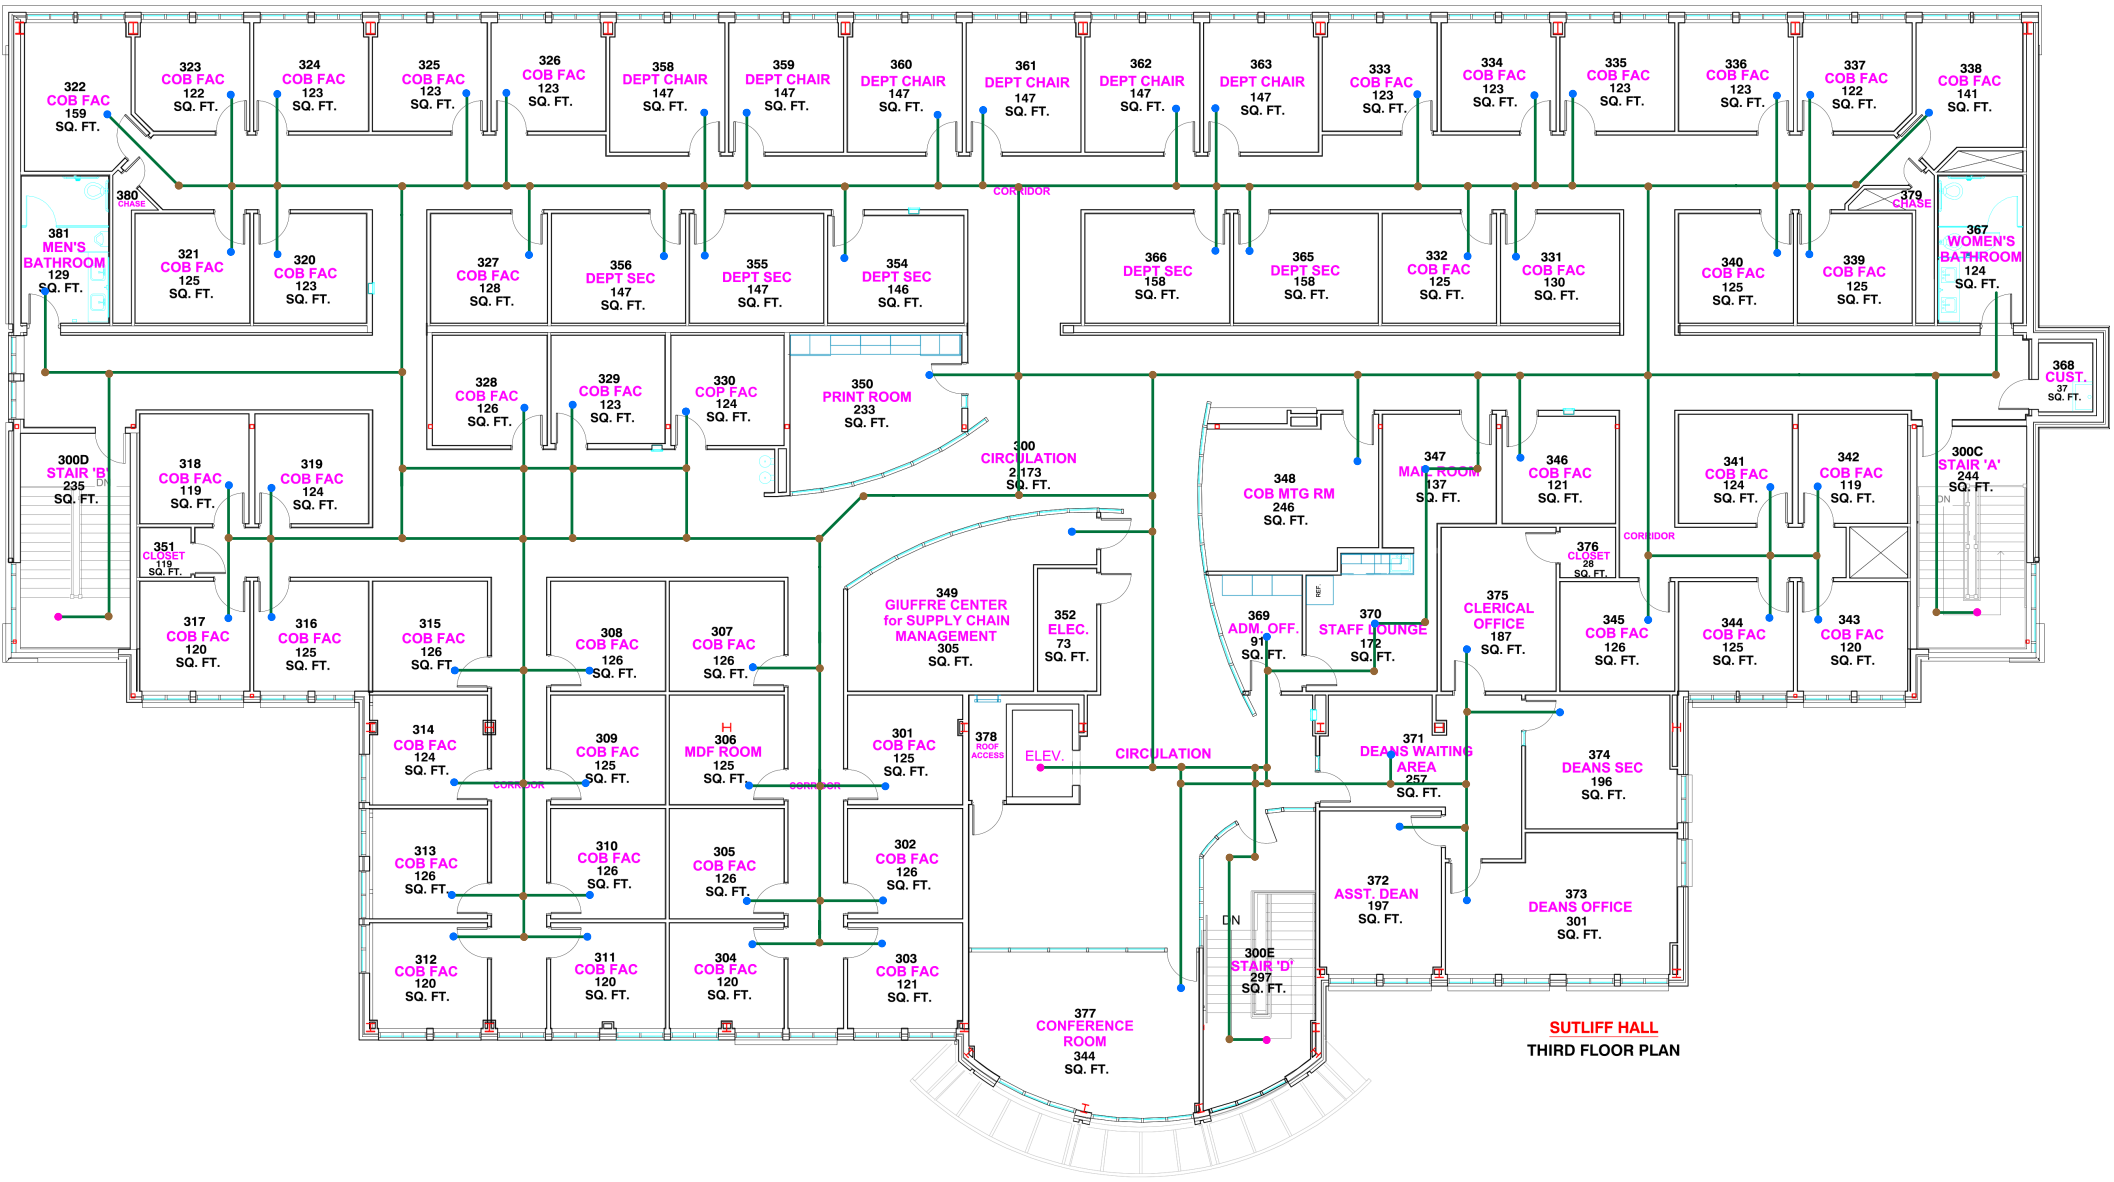 322
COB FAC
159
SQ. FT.
323
COB FAC
122
SQ. FT.
324
COB FAC
123
SQ. FT.
325
COB FAC
123
SQ. FT.
326
COB FAC
123
SQ. FT.
358
DEPT CHAIR
147
SQ. FT.
359
DEPT CHAIR
147
SQ. FT.
360
DEPT CHAIR
147
SQ. FT.
361
DEPT CHAIR
147
SQ. FT.
362
DEPT CHAIR
147
SQ. FT.
363
DEPT CHAIR
147
SQ. FT.
333
COB FAC
123
SQ. FT.
334
COB FAC
123
SQ. FT.
335
COB FAC
123
SQ. FT.
336
COB FAC
123
SQ. FT.
337
COB FAC
122
SQ. FT.
338
COB FAC
141
SQ. FT.
380
CHASE
CORRIDOR
379
CHASE
381
MEN'S
BATHROOM
129
SQ. FT.
321
COB FAC
125
SQ. FT.
320
COB FAC
123
SQ. FT.
327
COB FAC
128
SQ. FT.
356
DEPT SEC
147
SQ. FT.
355
DEPT SEC
147
SQ. FT.
354
DEPT SEC
146
SQ. FT.
366
DEPT SEC
158
SQ. FT.
365
DEPT SEC
158
SQ. FT.
332
COB FAC
125
SQ. FT.
331
COB FAC
130
SQ. FT.
340
COB FAC
125
SQ. FT.
339
COB FAC
125
SQ. FT.
367
WOMEN'S
BATHROOM
124
SQ. FT.
328
COB FAC
126
SQ. FT.
329
COB FAC
123
SQ. FT.
330
COP FAC
124
SQ. FT.
350
PRINT ROOM
233
SQ. FT.
368
CUST.
37
SQ. FT.
300D
STAIR 'B'
235
SQ. FT.
DN
318
COB FAC
119
SQ. FT.
319
COB FAC
124
SQ. FT.
300
CIRCULATION
2,173
SQ. FT.
348
COB MTG RM
246
SQ. FT.
347
MAIL ROOM
137
SQ. FT.
346
COB FAC
121
SQ. FT.
341
COB FAC
124
SQ. FT.
342
COB FAC
119
SQ. FT.
300C
STAIR 'A'
244
SQ. FT.
DN
351
CLOSET
119
SQ. FT.
376
CLOSET
28
SQ. FT.
CORRIDOR
317
COB FAC
120
SQ. FT.
316
COB FAC
125
SQ. FT.
315
COB FAC
126
SQ. FT.
308
COB FAC
126
SQ. FT.
307
COB FAC
126
SQ. FT.
349
GIUFFRE CENTER
for SUPPLY CHAIN
MANAGEMENT
305
SQ. FT.
352
ELEC.
73
SQ. FT.
369
ADM. OFF.
91
SQ. FT.
REF.
370
STAFF LOUNGE
172
SQ. FT.
375
CLERICAL
OFFICE
187
SQ. FT.
345
COB FAC
126
SQ. FT.
344
COB FAC
125
SQ. FT.
343
COB FAC
120
SQ. FT.
314
COB FAC
124
SQ. FT.
309
COB FAC
125
SQ. FT.
306
MDF ROOM
125
SQ. FT.
301
COB FAC
125
SQ. FT.
378
ROOF
ACCESS
ELEV.
CIRCULATION
371
DEANS WAITING
AREA
257
SQ. FT.
374
DEANS SEC
196
SQ. FT.
CORRIDOR
CORRIDOR
313
COB FAC
126
SQ. FT.
310
COB FAC
126
SQ. FT.
305
COB FAC
126
SQ. FT.
302
COB FAC
126
SQ. FT.
372
ASST. DEAN
197
SQ. FT.
373
DEANS OFFICE
301
SQ. FT.
DN
300E
STAIR 'D'
297
SQ. FT.
312
COB FAC
120
SQ. FT.
311
COB FAC
120
SQ. FT.
304
COB FAC
120
SQ. FT.
303
COB FAC
121
SQ. FT.
377
CONFERENCE
ROOM
344
SQ. FT.
SUTLIFF HALL
THIRD FLOOR PLAN